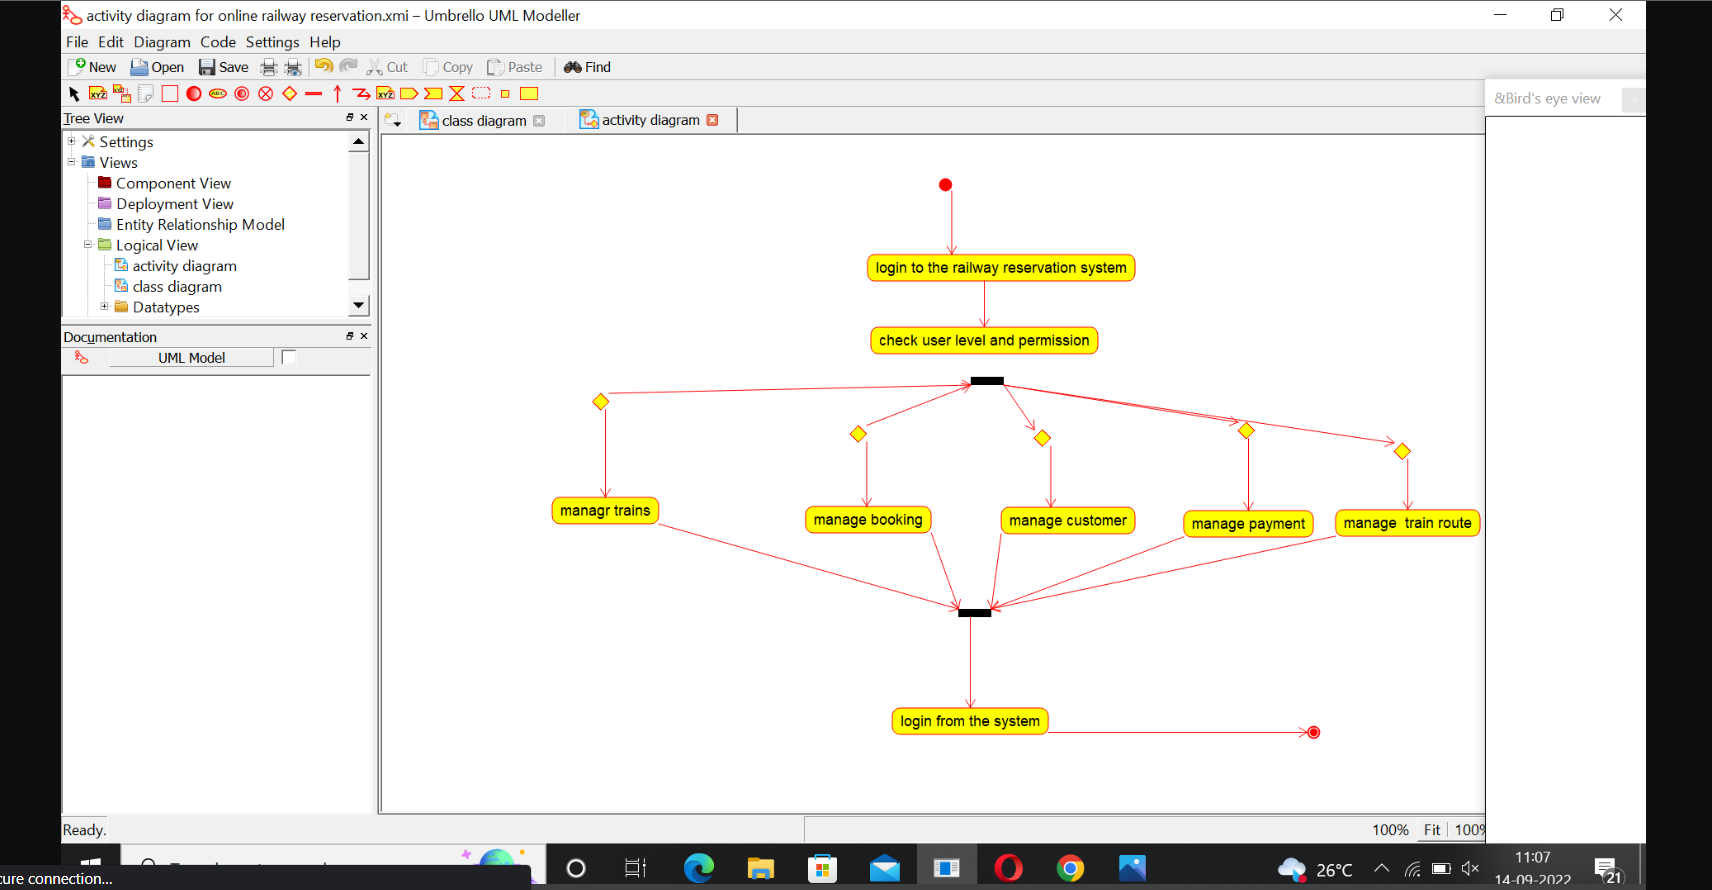 activity diagram for online railway reservation.xmi – Umbrello UML Modeller
File Edit Diagram Code Settings Help
New Open Save Cut Copy Paste Find
&Bird's eye view
Tree View
class diagram
activity diagram
Settings
Views
Component View
Deployment View
Entity Relationship Model
Logical View
activity diagram
class diagram
Datatypes
Documentation
UML Model
login to the railway reservation system
check user level and permission
managr trains
manage booking
manage customer
manage payment
manage train route
login from the system
Ready.
100% Fit 100%
cure connection...
26°C
11:07
14-09-2022
21